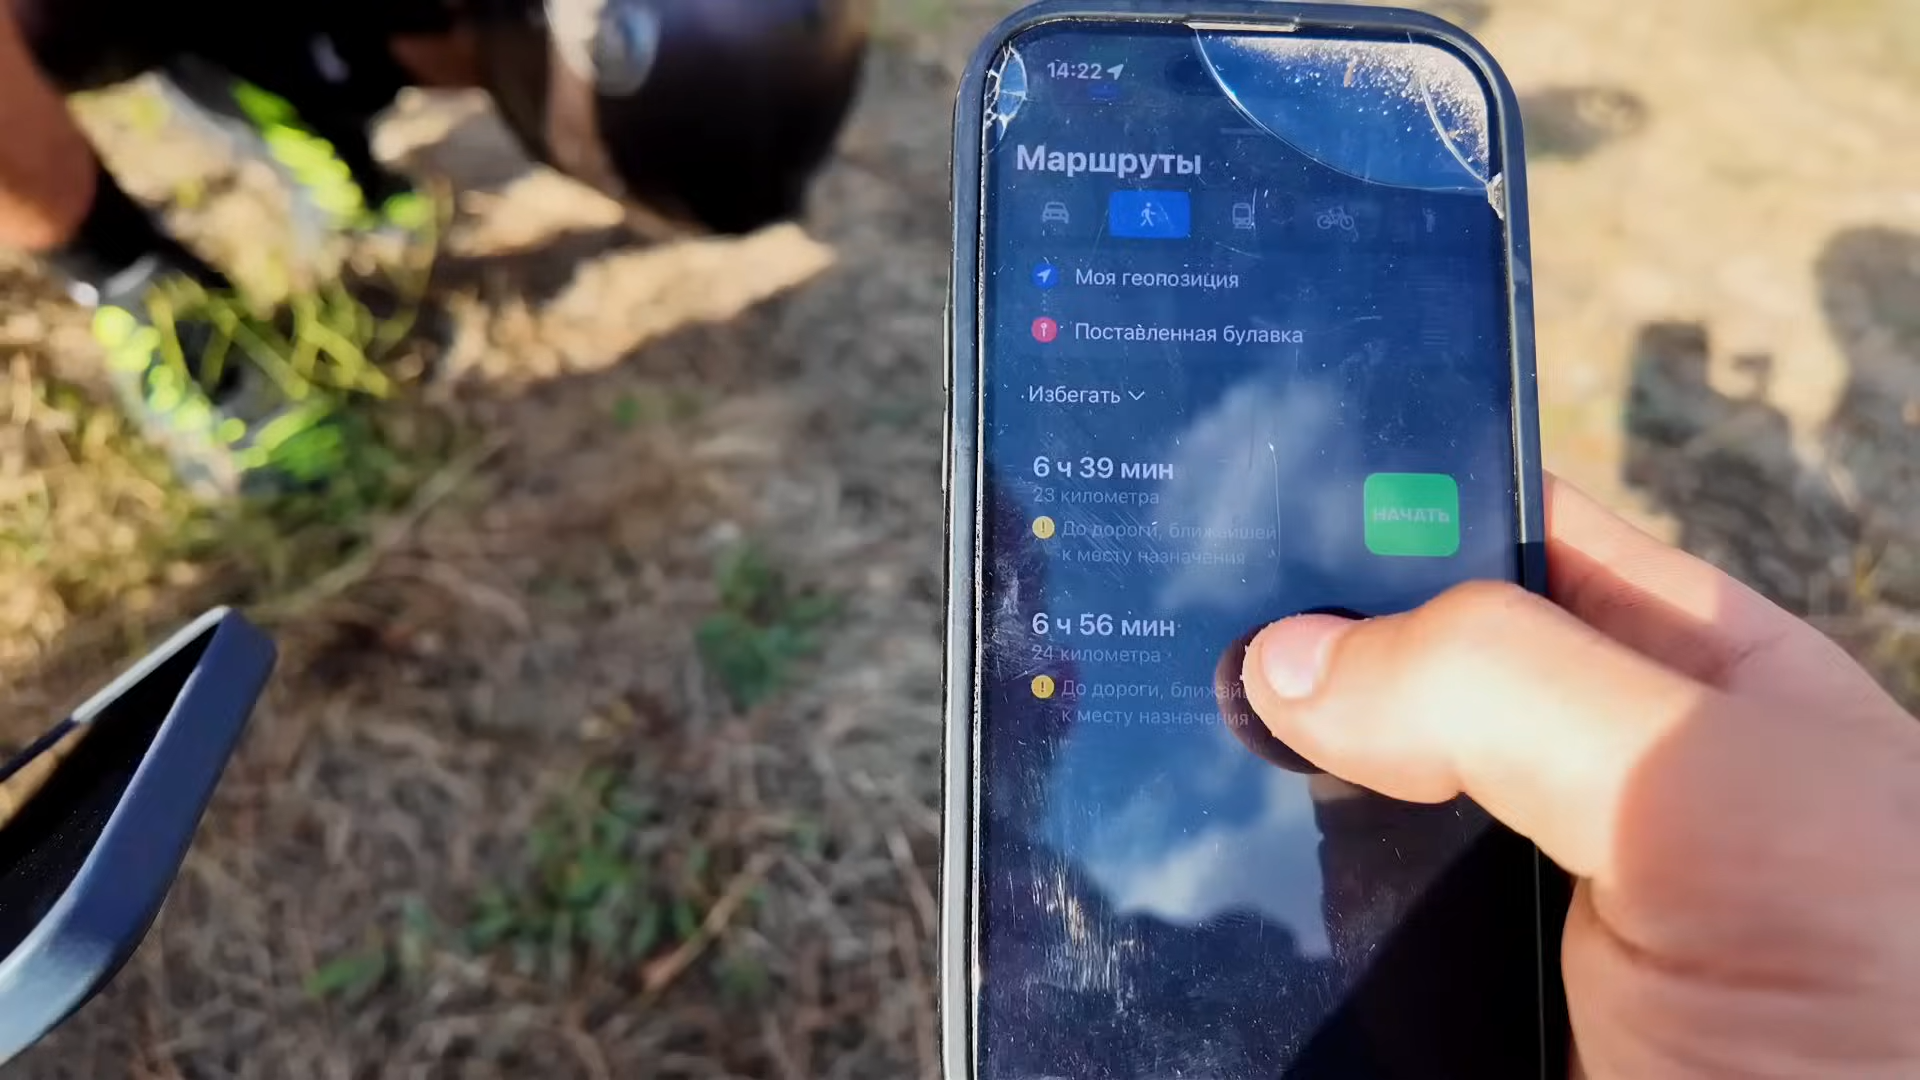 14:22
Маршруты
Моя геопозиция
Поставленная булавка
Избегать
6 ч 39 мин
23 километра
До дороги, ближайшей
к месту назначения
НАЧАТЬ
6 ч 56 мин
24 километра
До дороги,
к месту назначения